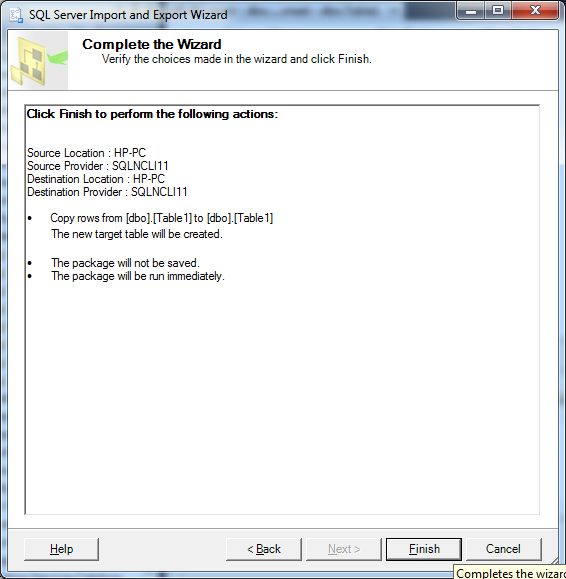 SQL Server Import and Export Wizard
Complete the Wizard
Verify the choices made in the wizard and click Finish.
Click Finish to perform the following actions:
Source Location : HP-PC
Source Provider : SQLNCLI11
Destination Location : HP-PC
Destination Provider : SQLNCLI11
• Copy rows from [dbo].[Table1] to [dbo].[Table1]
The new target table will be created.
• The package will not be saved.
• The package will be run immediately.
Help
< Back
Next >
Finish
Cancel
Completes the wizard